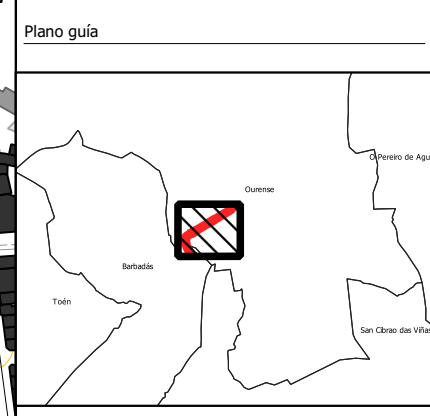 Plano guía
O Pereiro de Agu
Ourense
Barbadás
Toén
San Cibrao das Viñas